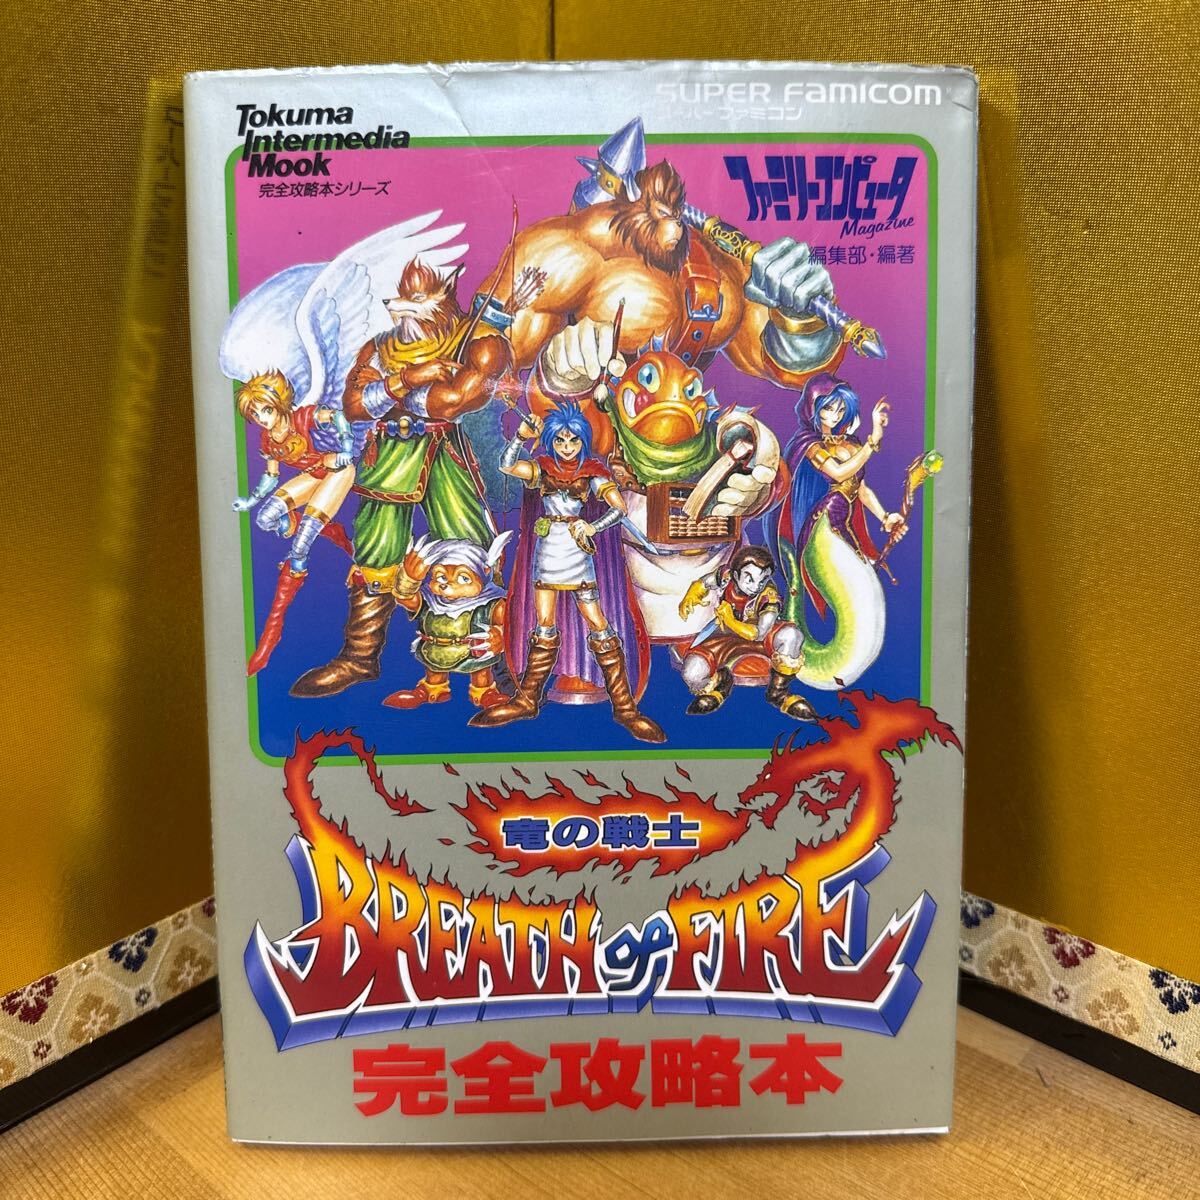 Tokuma
Intermedia
Mook
完全攻略本シリーズ
SUPER FAMICOM
スーパーファミコン
ファミリーコンピュータ
Magazine
編集部・編著
竜の戦士
BREATH OF FIRE
完全攻略本